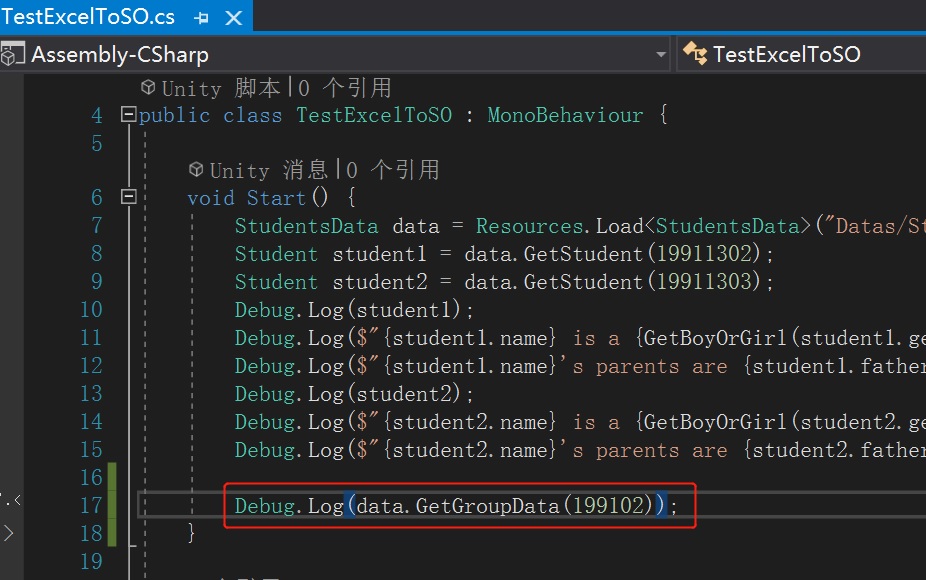 TestExcelToSO.cs
Assembly-CSharp TestExcelToSO
Unity 脚本|0 个引用
4 public class TestExcelToSO : MonoBehaviour {
5
Unity 消息|0 个引用
6 void Start() {
7 StudentsData data = Resources.Load<StudentsData>("Datas/St
8 Student student1 = data.GetStudent(19911302);
9 Student student2 = data.GetStudent(19911303);
10 Debug.Log(student1);
11 Debug.Log($"{student1.name} is a {GetBoyOrGirl(student1.ge
12 Debug.Log($"{student1.name}'s parents are {student1.father
13 Debug.Log(student2);
14 Debug.Log($"{student2.name} is a {GetBoyOrGirl(student2.ge
15 Debug.Log($"{student2.name}'s parents are {student2.father
16
17 Debug.Log(data.GetGroupData(199102));
18 }
19